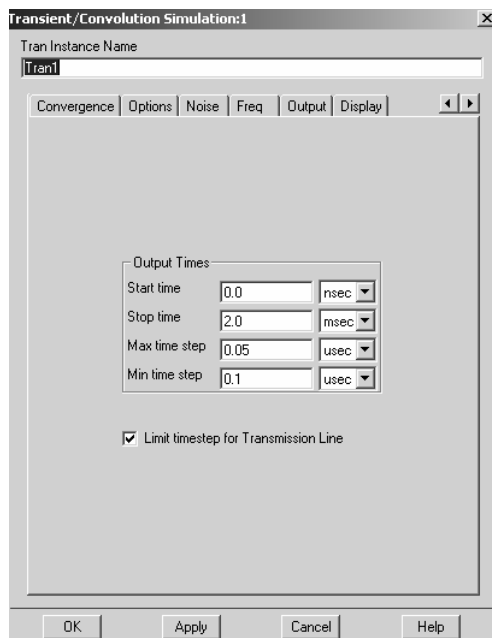 Transient/Convolution Simulation:1
Tran Instance Name
Tran1
Convergence Options Noise Freq Output Display
Output Times
Start time 0.0 nsec
Stop time 2.0 msec
Max time step 0.05 usec
Min time step 0.1 usec
Limit timestep for Transmission Line
OK Apply Cancel Help